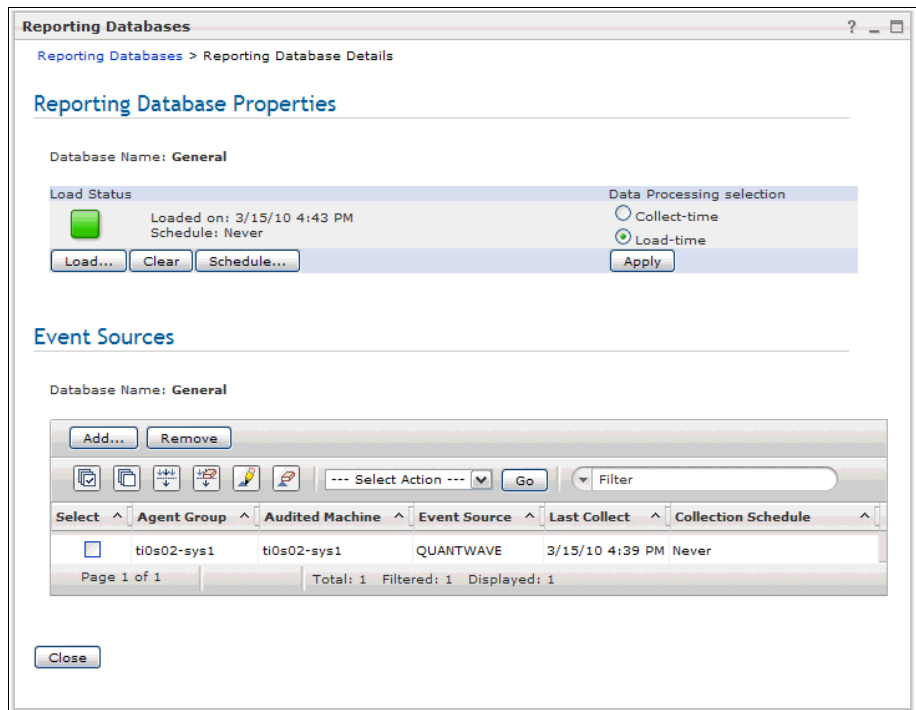 Reporting Databases ?
Reporting Databases > Reporting Database Details
Reporting Database Properties
Database Name: General
Load Status Data Processing selection
Loaded on: 3/15/10 4:43 PM
Schedule: Never
Collect-time
Load-time
Load... Clear Schedule... Apply
Event Sources
Database Name: General
Add... Remove
--- Select Action --- Go Filter
Select Agent Group Audited Machine Event Source Last Collect Collection Schedule
ti0s02-sys1 ti0s02-sys1 QUANTWAVE 3/15/10 4:39 PM Never
Page 1 of 1 Total: 1 Filtered: 1 Displayed: 1
Close